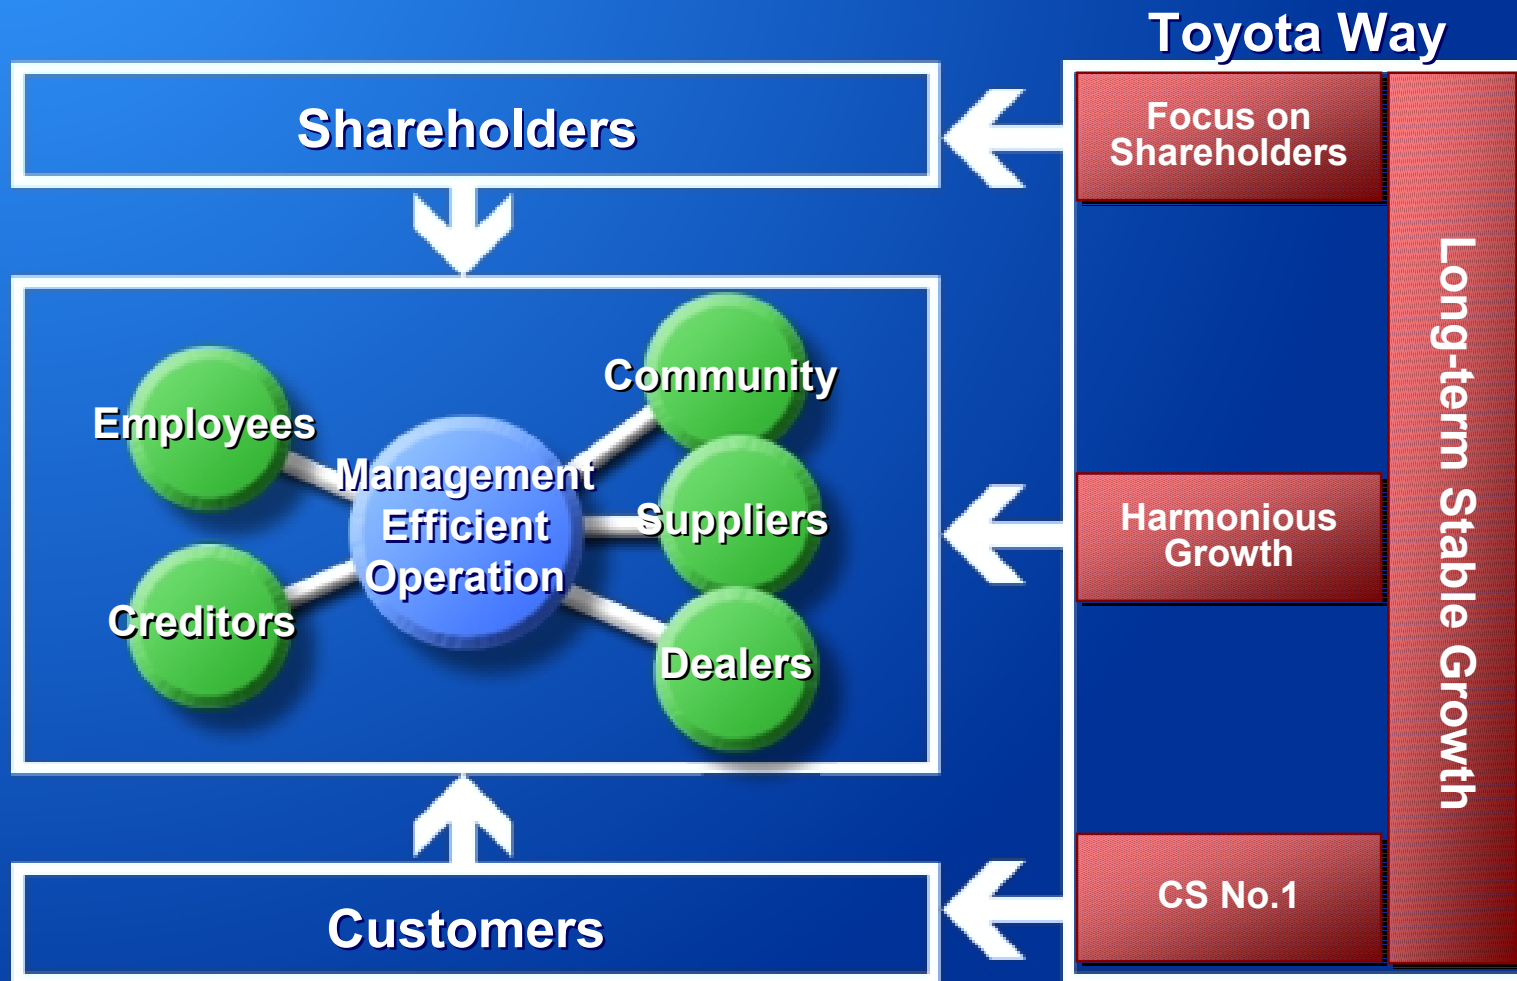 Toyota Way
Shareholders
Focus on
Shareholders
Community
Employees
Management
Efficient
Operation
Suppliers
Creditors
Dealers
Harmonious
Growth
Long-term Stable Growth
Customers
CS No.1